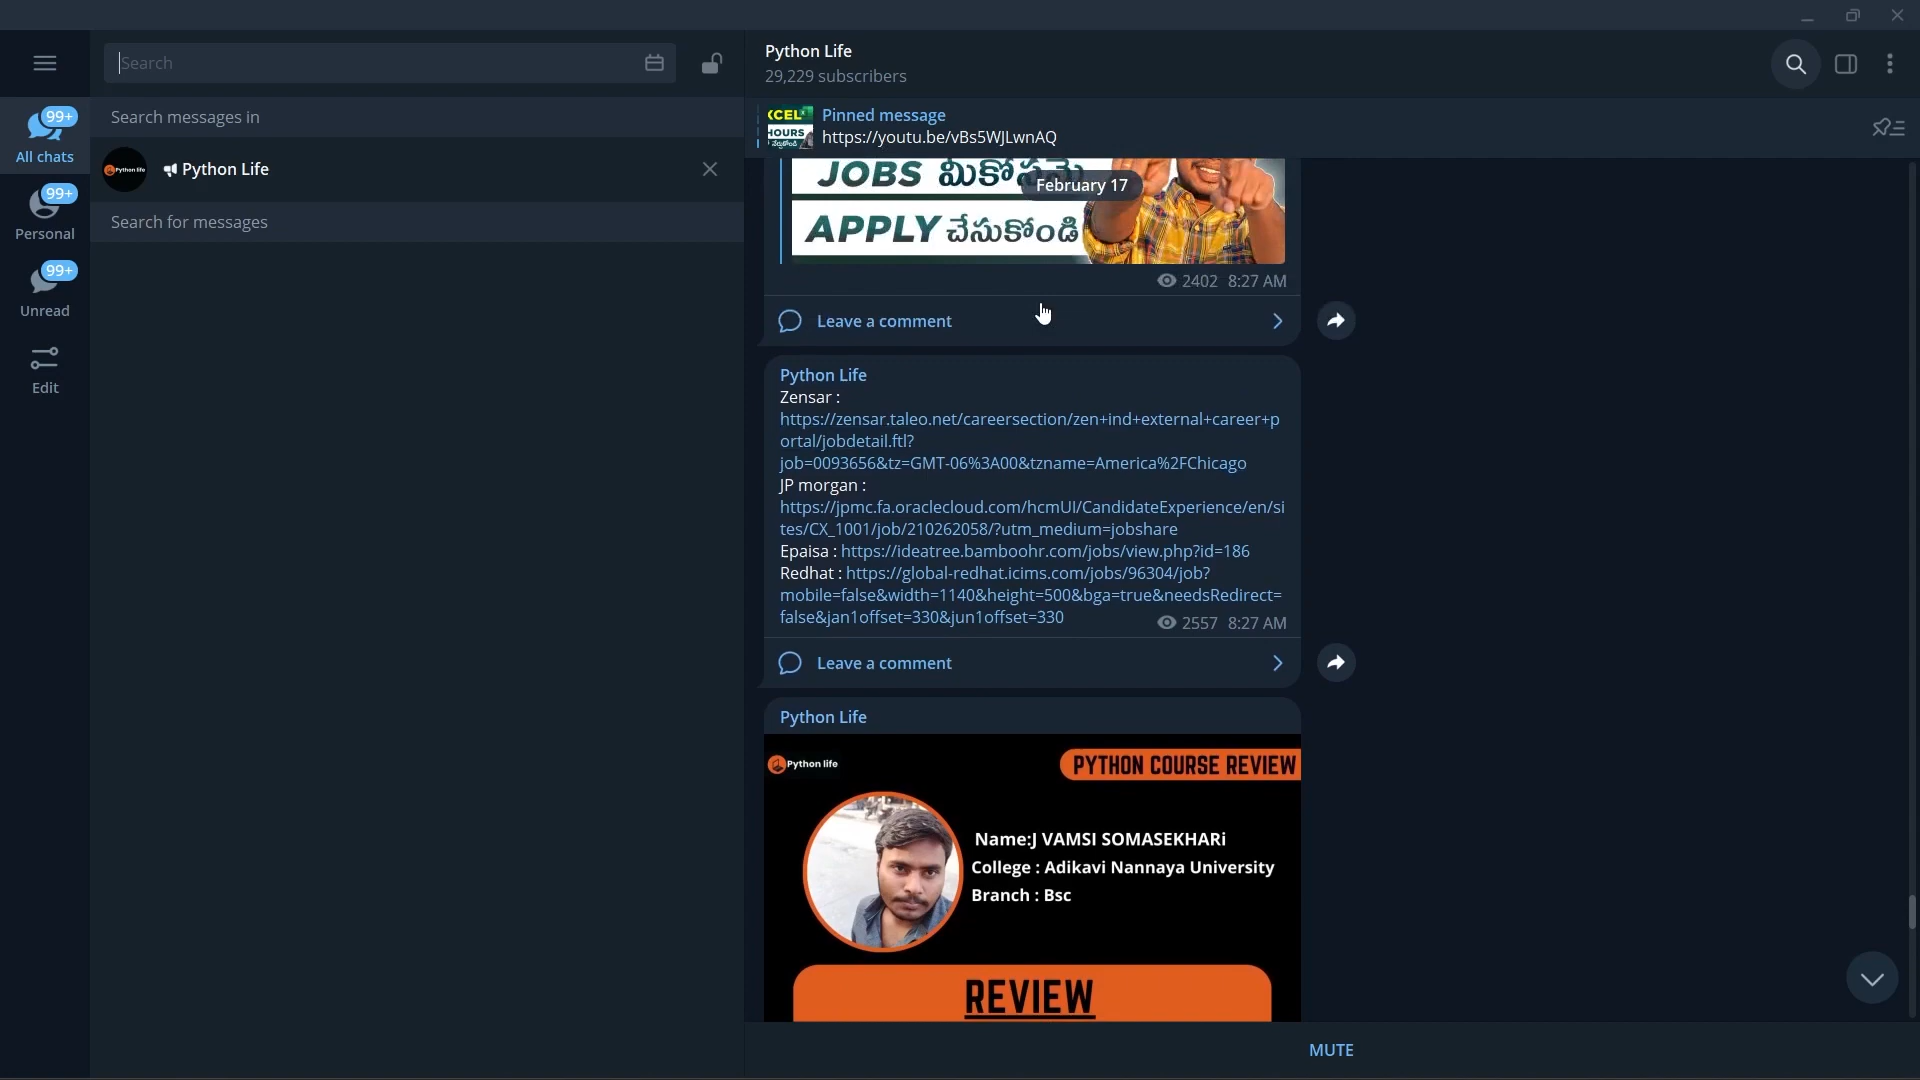 Search
Search messages in
Python life
Python Life
Search for messages
99+
All chats
99+
Personal
99+
Unread
Edit
Python Life
29,229 subscribers
XCEL
HOURS
Pinned message
https://youtu.be/vBs5WJLwnAQ
JOBS మీకోసమే
February 17
APPLY చేసుకోండి
2402 8:27 AM
Leave a comment
Python Life
Zensar :
https://zensar.taleo.net/careersection/zen+ind+external+career+p
ortal/jobdetail.ftl?
job=0093656&tz=GMT-06%3A00&tzname=America%2FChicago
JP morgan :
https://jpmc.fa.oraclecloud.com/hcmUI/CandidateExperience/en/si
tes/CX_1001/job/210262058/?utm_medium=jobshare
Epaisa : https://ideatree.bamboohr.com/jobs/view.php?id=186
Redhat : https://global-redhat.icims.com/jobs/96304/job?
mobile=false&width=1140&height=500&bga=true&needsRedirect=
false&jan1offset=330&jun1offset=330
2557 8:27 AM
Leave a comment
Python Life
Python life
PYTHON COURSE REVIEW
Name:J VAMSI SOMASEKHARi
College : Adikavi Nannaya University
Branch : Bsc
REVIEW
MUTE